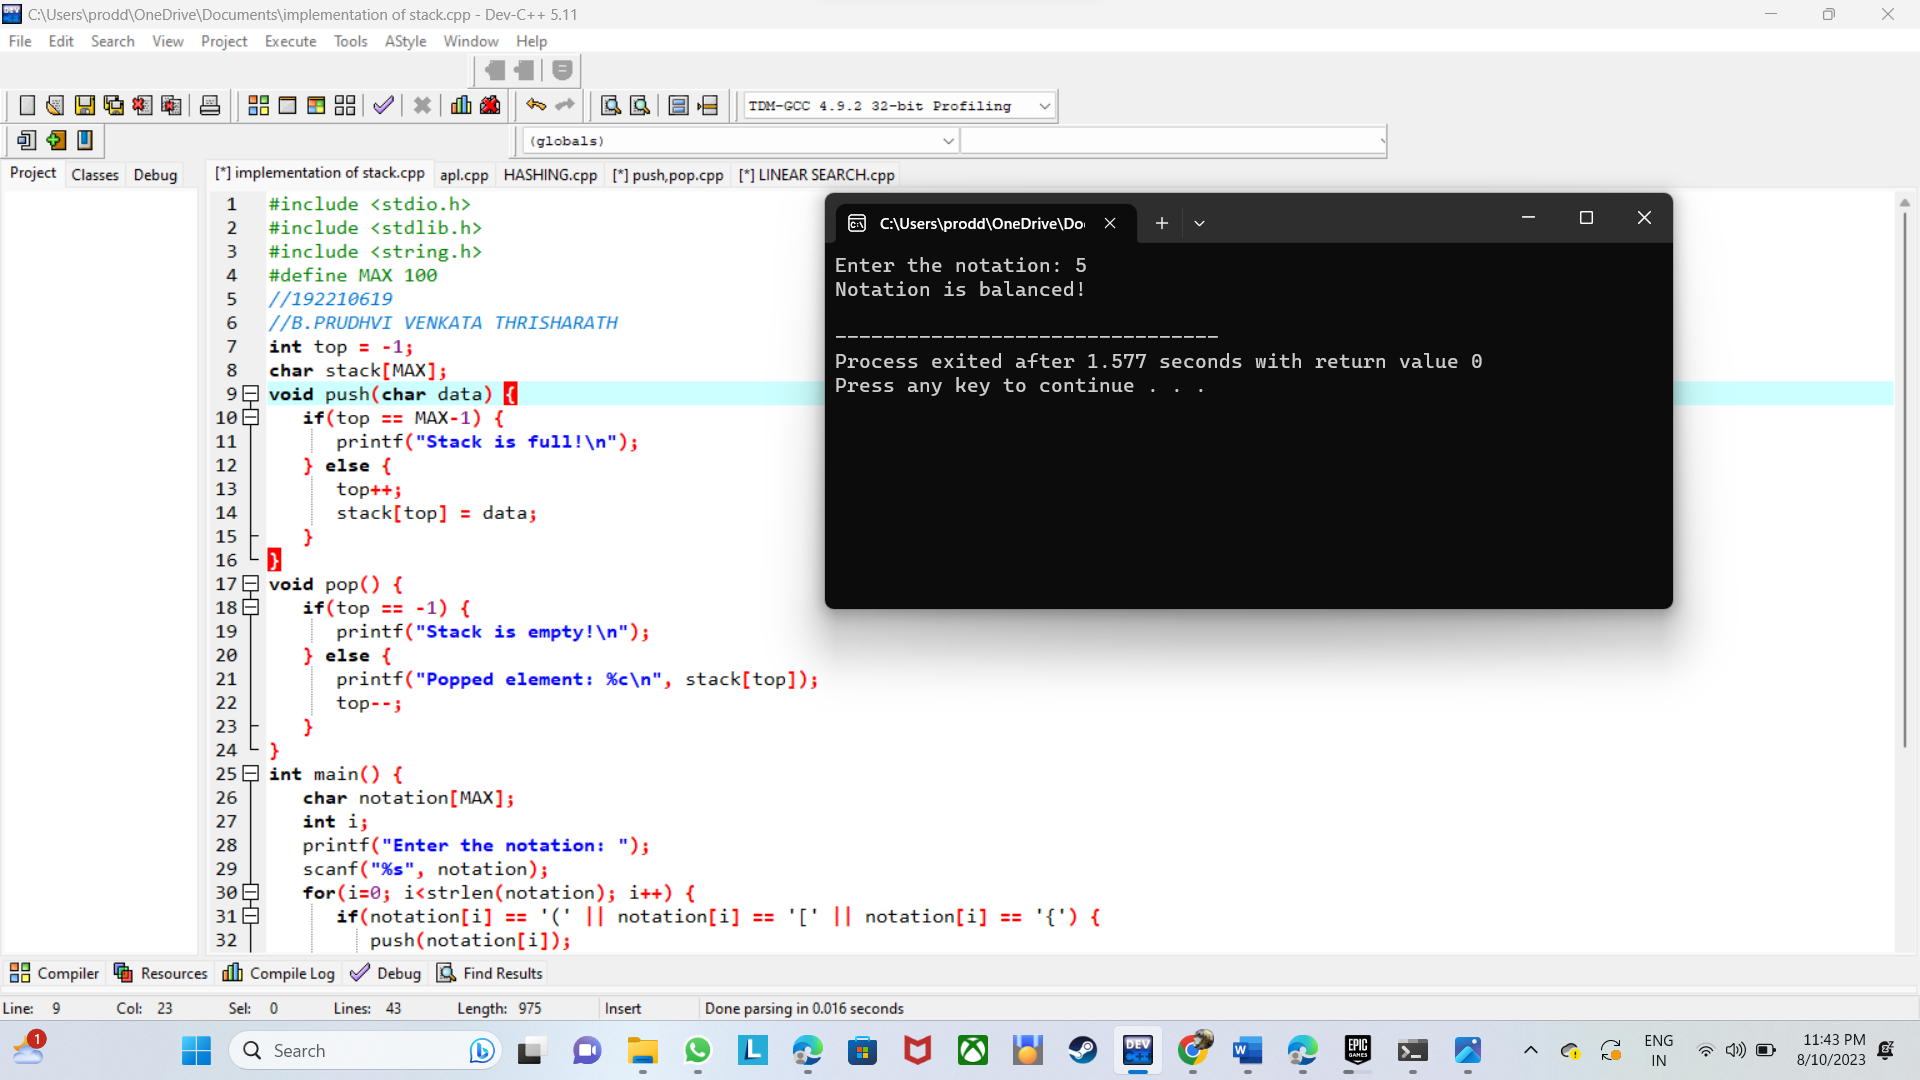 C:\Users\prodd\OneDrive\Documents\implementation of stack.cpp - Dev-C++ 5.11
File Edit Search View Project Execute Tools AStyle Window Help
TDM-GCC 4.9.2 32-bit Profiling
(globals)
Project Classes Debug
[*] implementation of stack.cpp apl.cpp HASHING.cpp [*] push,pop.cpp [*] LINEAR SEARCH.cpp
1 #include <stdio.h>
2 #include <stdlib.h>
3 #include <string.h>
4 #define MAX 100
5 //192210619
6 //B.PRUDHVI VENKATA THRISHARATH
7 int top = -1;
8 char stack[MAX];
9 void push(char data) {
10 if(top == MAX-1) {
11 printf("Stack is full!\n");
12 } else {
13 top++;
14 stack[top] = data;
15 }
16 }
17 void pop() {
18 if(top == -1) {
19 printf("Stack is empty!\n");
20 } else {
21 printf("Popped element: %c\n", stack[top]);
22 top--;
23 }
24 }
25 int main() {
26 char notation[MAX];
27 int i;
28 printf("Enter the notation: ");
29 scanf("%s", notation);
30 for(i=0; i<strlen(notation); i++) {
31 if(notation[i] == '(' || notation[i] == '[' || notation[i] == '{') {
32 push(notation[i]);
C:\Users\prodd\OneDrive\Do
Enter the notation: 5
Notation is balanced!
--------------------------------
Process exited after 1.577 seconds with return value 0
Press any key to continue . . .
Compiler Resources Compile Log Debug Find Results
Line: 9 Col: 23 Sel: 0 Lines: 43 Length: 975 Insert Done parsing in 0.016 seconds
1
Search
L
DEV C++
W
EPIC GAMES
ENG
IN
11:43 PM
8/10/2023